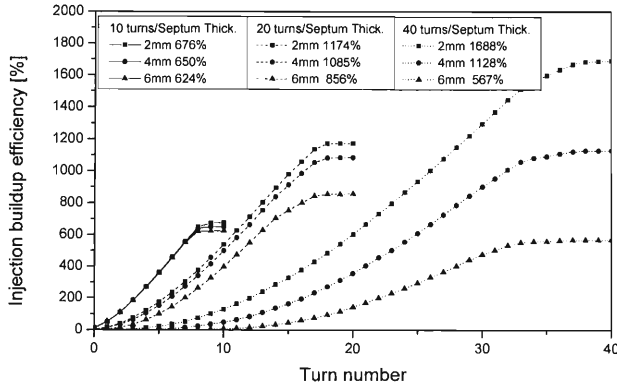 2000
1800
1600
1400
1200
1000
800
600
400
200
0
Injection buildup efficiency [%]
10 turns/Septum Thick.
2mm 676%
4mm 650%
6mm 624%
20 turns/Septum Thick.
2mm 1174%
4mm 1085%
6mm 856%
40 turns/Septum Thick.
2mm 1688%
4mm 1128%
6mm 567%
0 10 20 30 40
Turn number